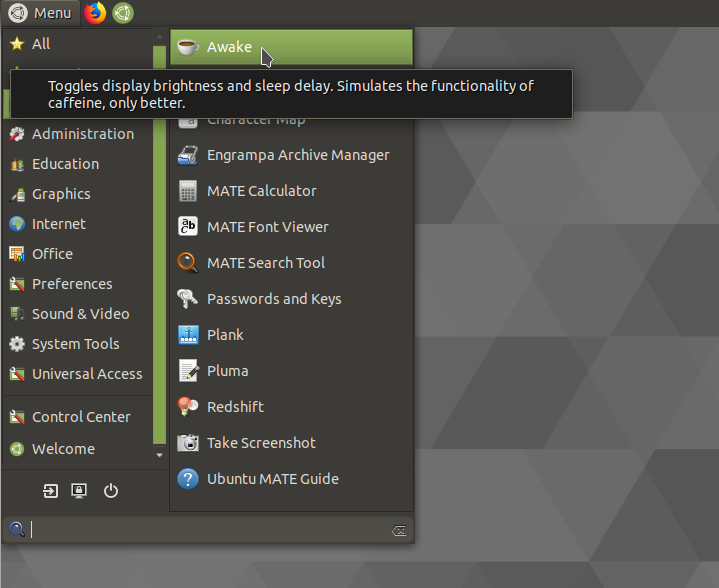 Menu
All
Awake
Toggles display brightness and sleep delay. Simulates the functionality of
caffeine, only better.
Character Map
Administration
Engrampa Archive Manager
Education
MATE Calculator
Graphics
MATE Font Viewer
Internet
Office
MATE Search Tool
Preferences
Passwords and Keys
Sound & Video
Plank
System Tools
Pluma
Universal Access
Redshift
Control Center
Take Screenshot
Welcome
Ubuntu MATE Guide